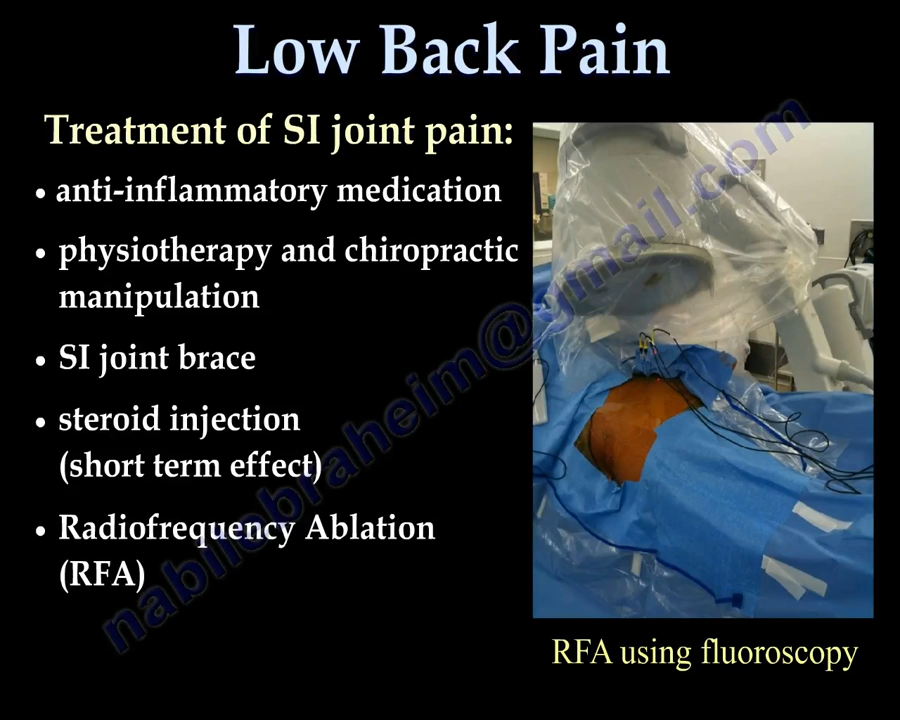 Low Back Pain
Treatment of SI joint pain:
• anti-inflammatory medication
• physiotherapy and chiropractic
manipulation
• SI joint brace
• steroid injection
(short term effect)
• Radiofrequency Ablation
(RFA)
RFA using fluoroscopy
nabilebraheim@gmail.com